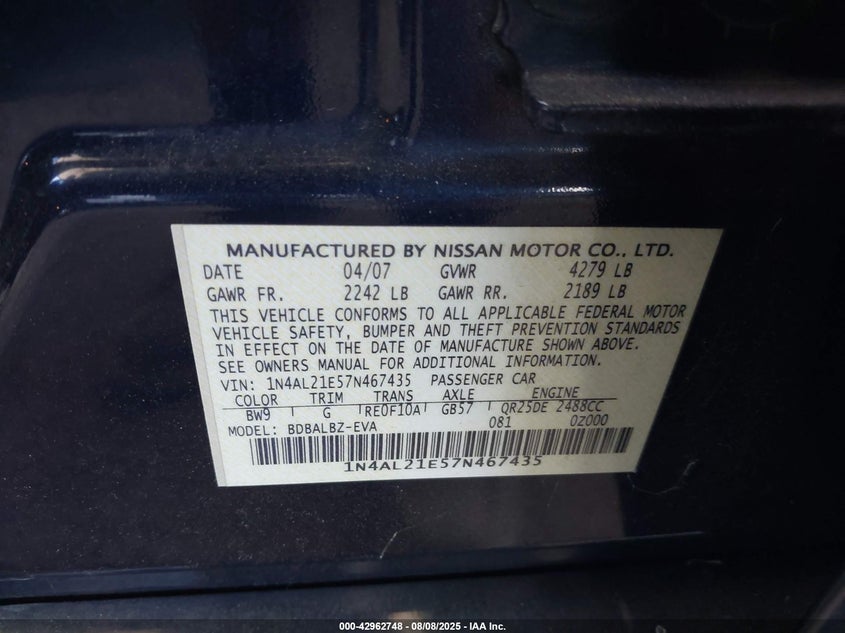 MANUFACTURED BY NISSAN MOTOR CO., LTD.
DATE 04/07 GVWR 4279 LB
GAWR FR. 2242 LB GAWR RR. 2189 LB
THIS VEHICLE CONFORMS TO ALL APPLICABLE FEDERAL MOTOR
VEHICLE SAFETY, BUMPER AND THEFT PREVENTION STANDARDS
IN EFFECT ON THE DATE OF MANUFACTURE SHOWN ABOVE.
SEE OWNERS MANUAL FOR ADDITIONAL INFORMATION.
VIN: 1N4AL21E57N467435 PASSENGER CAR
COLOR TRIM TRANS AXLE ENGINE
BW9 G RE0F10A GB57 QR25DE 2488CC
MODEL: BDBALBZ-EVA 081 0Z000
1N4AL21E57N467435
000-42962748 - 08/08/2025 - IAA Inc.